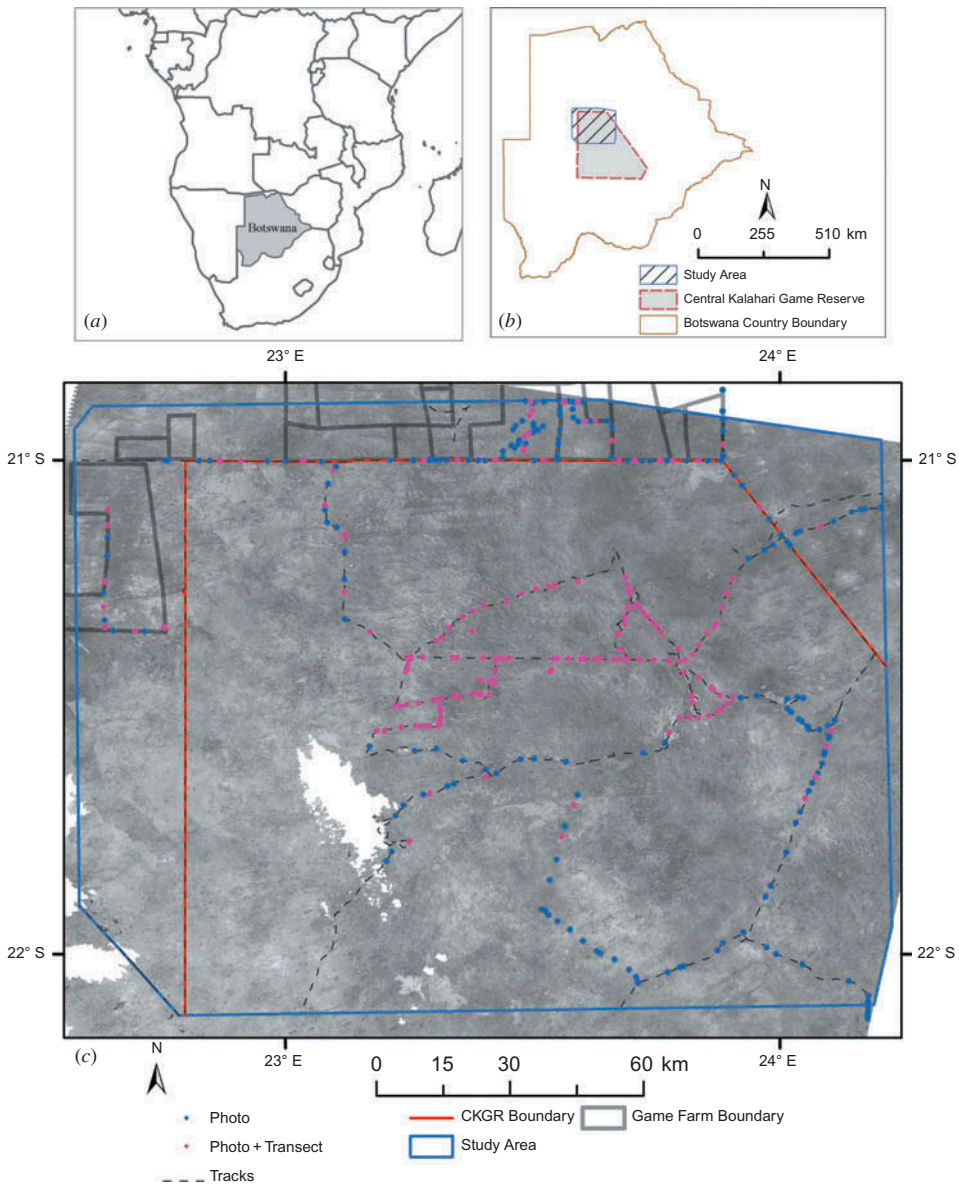 Botswana
(a)
N
0 255 510 km
Study Area
Central Kalahari Game Reserve
Botswana Country Boundary
(b)
23° E 24° E
21° S 21° S
22° S 22° S
(c)
23° E 24° E
N
0 15 30 60 km
Photo
Photo + Transect
Tracks
CKGR Boundary
Study Area
Game Farm Boundary